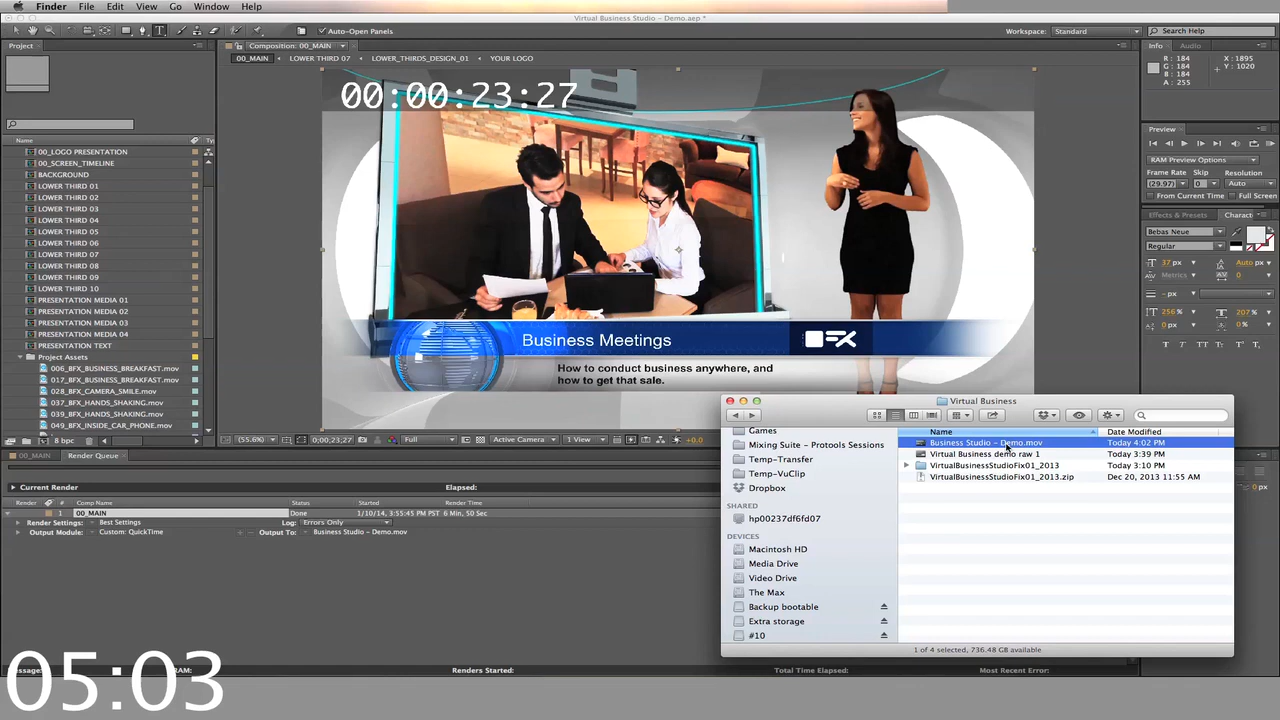 Finder File Edit View Go Window Help
Virtual Business Studio - Demo.aep *
Auto-Open Panels
Workspace: Standard
Search Help
Project
Composition: 00_MAIN
Info Audio
00_MAIN LOWER THIRD 07 LOWER_THIRDS_DESIGN_01 YOUR LOGO
R : 184
G : 184
B : 184
A : 255
X : 1895
Y : 1020
00:00:23:27
Name
00_LOGO PRESENTATION
00_SCREEN_TIMELINE
BACKGROUND
LOWER THIRD 01
LOWER THIRD 02
LOWER THIRD 03
LOWER THIRD 04
LOWER THIRD 05
LOWER THIRD 06
LOWER THIRD 07
LOWER THIRD 08
LOWER THIRD 09
LOWER THIRD 10
PRESENTATION MEDIA 01
PRESENTATION MEDIA 02
PRESENTATION MEDIA 03
PRESENTATION MEDIA 04
PRESENTATION TEXT
Project Assets
006_BFX_BUSINESS_BREAKFAST.mov
017_BFX_BUSINESS_BREAKFAST.mov
028_BFX_CAMERA_SMILE.mov
037_BFX_HANDS_SHAKING.mov
039_BFX_HANDS_SHAKING.mov
049_BFX_INSIDE_CAR_PHONE.mov
8 bpc
Business Meetings
How to conduct business anywhere, and
how to get that sale.
(55.6%) 0;00;23;27 Full Active Camera 1 View +0.0
Preview
RAM Preview Options
Frame Rate Skip Resolution
(29.97) 0 Auto
From Current Time Full Screen
Effects & Presets Charact
Bebas Neue
Regular
37 px Auto
Metrics 0
- px
256 % 207 %
0 px 0 %
00_MAIN Render Queue
Current Render Elapsed:
Render # Comp Name Status Started Render Time
1 00_MAIN Done 1/10/14, 3:55:45 PM 6 Min, 50 Sec
Render Settings: Best Settings Log: Errors Only
Output Module: Custom: QuickTime Output To: Business Studio - Demo.mov
Virtual Business
Games
Mixing Suite - Protools Sessions
Temp-Transfer
Temp-VuClip
Dropbox
SHARED
hp00237df6fd07
DEVICES
Macintosh HD
Media Drive
Video Drive
The Max
Backup bootable
Extra storage
#10
Name Date Modified
Business Studio - Demo.mov Today 4:02 PM
Virtual Business demo raw 1 Today 3:39 PM
VirtualBusinessStudioFix01_2013 Today 3:10 PM
VirtualBusinessStudioFix01_2013.zip Dec 20, 2013 11:55 AM
1 of 4 selected, 736.48 GB available
05:03
RAM: Renders Started: Total Time Elapsed: Most Recent Error: